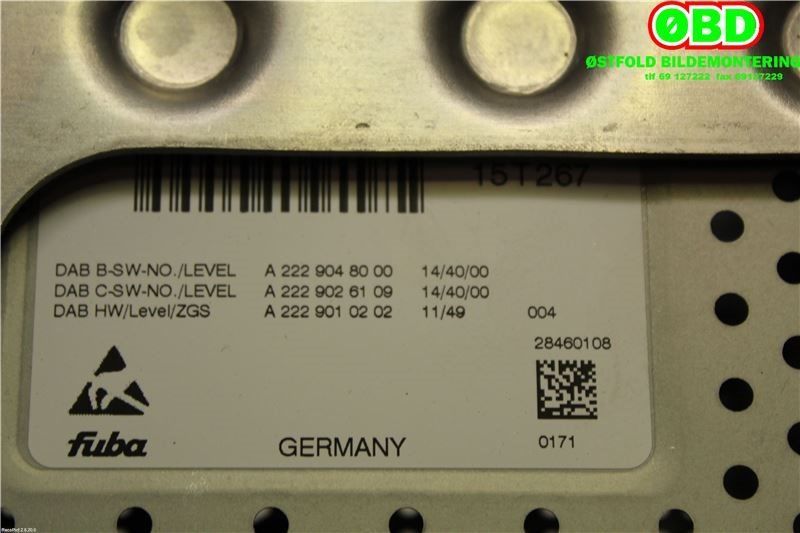 ØBD
ØSTFOLD BILDEMONTERING
tlf 69 127222 fax 69127229
15T267
DAB B-SW-NO./LEVEL A 222 904 80 00 14/40/00
DAB C-SW-NO./LEVEL A 222 902 61 09 14/40/00
DAB HW/Level/ZGS A 222 901 02 02 11/49 004
28460108
fuba
GERMANY
0171